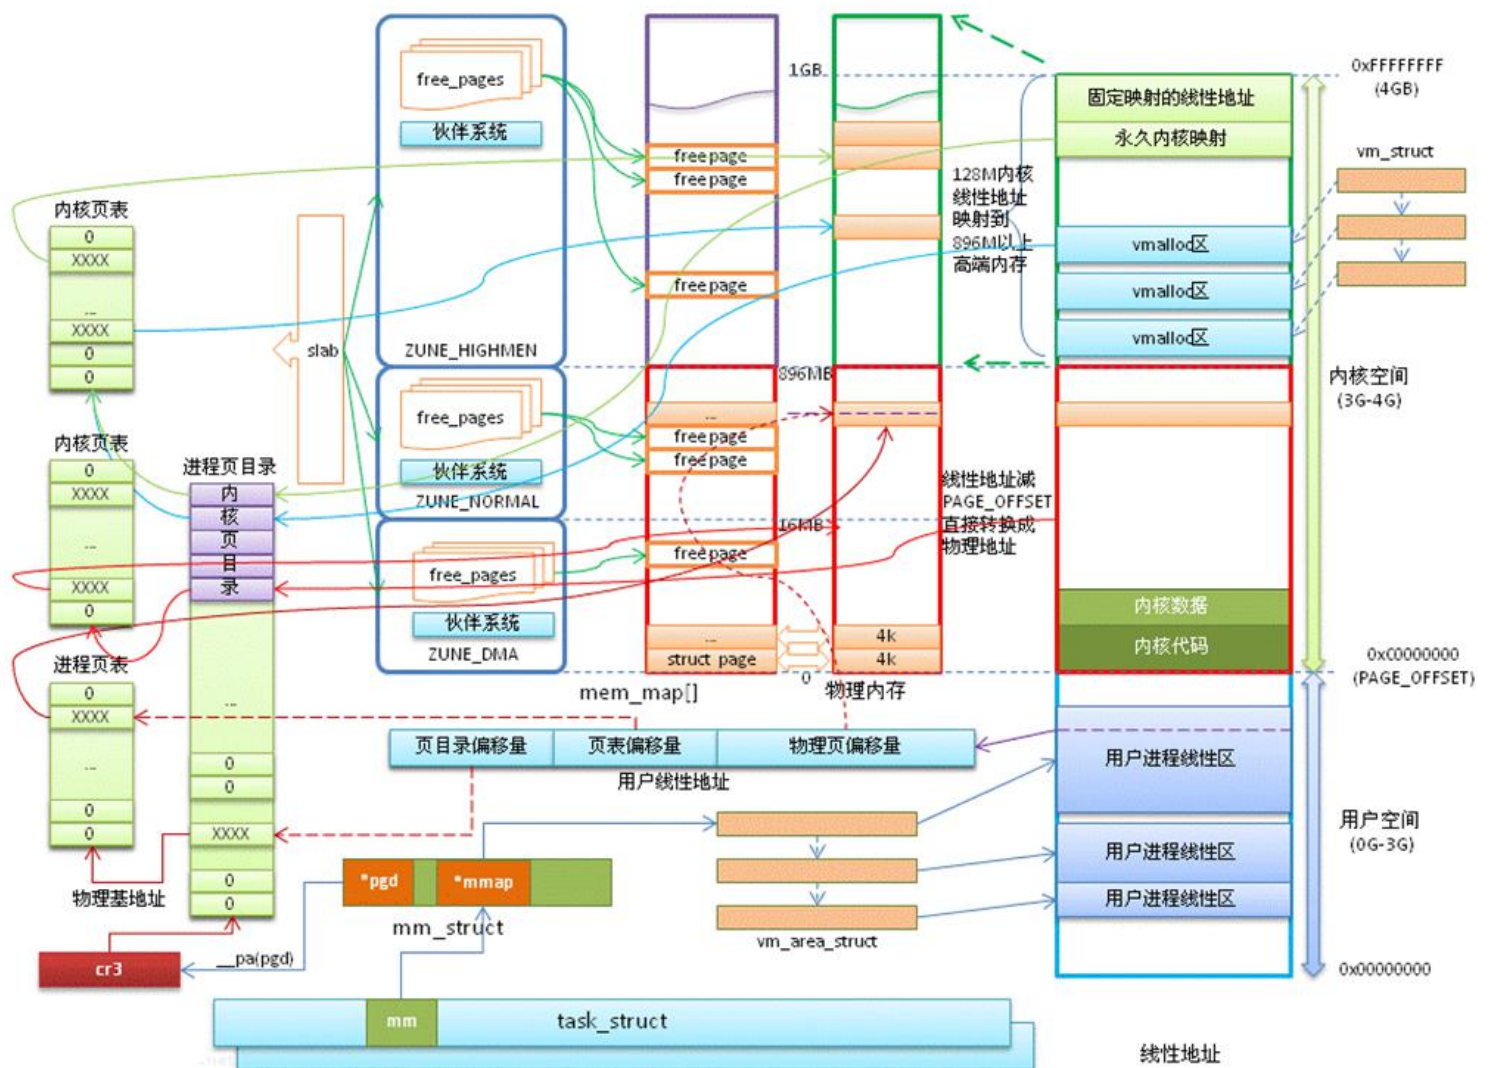 1GB
0xFFFFFFFF
(4GB)
固定映射的线性地址
永久内核映射
vm_struct
128M内核
线性地址
映射到
896M以上
高端内存
vmalloc区
vmalloc区
vmalloc区
内核空间
(3G-4G)
free_pages
伙伴系统
free page
free page
free page
ZUNE_HIGHMEN
slab
内核页表
0
XXXX
...
XXXX
0
0
896MB
free_pages
伙伴系统
ZUNE_NORMAL
...
free page
free page
内核页表
0
XXXX
...
XXXX
0
进程页目录
内
核
页
目
录
...
0
0
XXXX
0
0
16MB
线性地址减
PAGE_OFFSET
直接转换成
物理地址
free_pages
伙伴系统
ZUNE_DMA
free page
...
struct page
4k
4k
0
mem_map[]
物理内存
内核数据
内核代码
0xC0000000
(PAGE_OFFSET)
进程页表
0
XXXX
...
0
0
物理基地址
页目录偏移量
页表偏移量
物理页偏移量
用户线性地址
用户进程线性区
用户进程线性区
用户进程线性区
用户空间
(0G-3G)
*pgd
*mmap
mm_struct
vm_area_struct
cr3
__pa(pgd)
0x00000000
mm
task_struct
线性地址